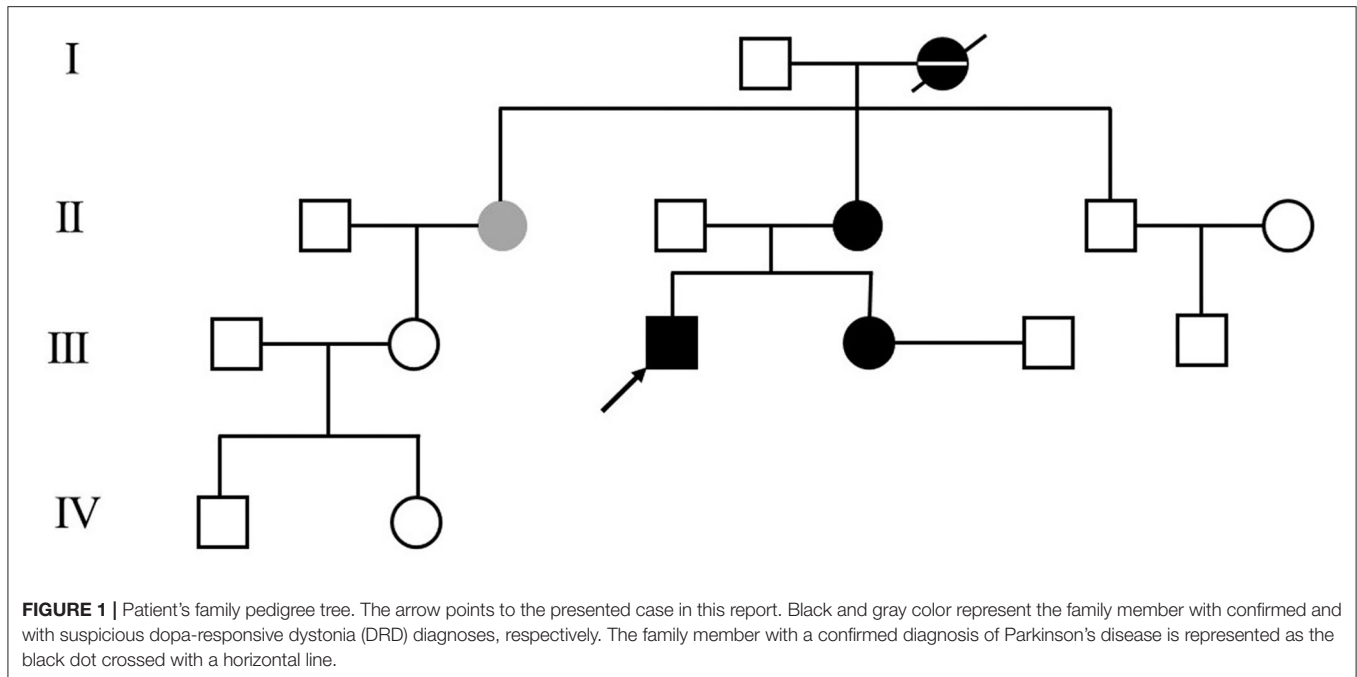 I
II
III
IV
FIGURE 1 | Patient's family pedigree tree. The arrow points to the presented case in this report. Black and gray color represent the family member with confirmed and
with suspicious dopa-responsive dystonia (DRD) diagnoses, respectively. The family member with a confirmed diagnosis of Parkinson's disease is represented as the
black dot crossed with a horizontal line.